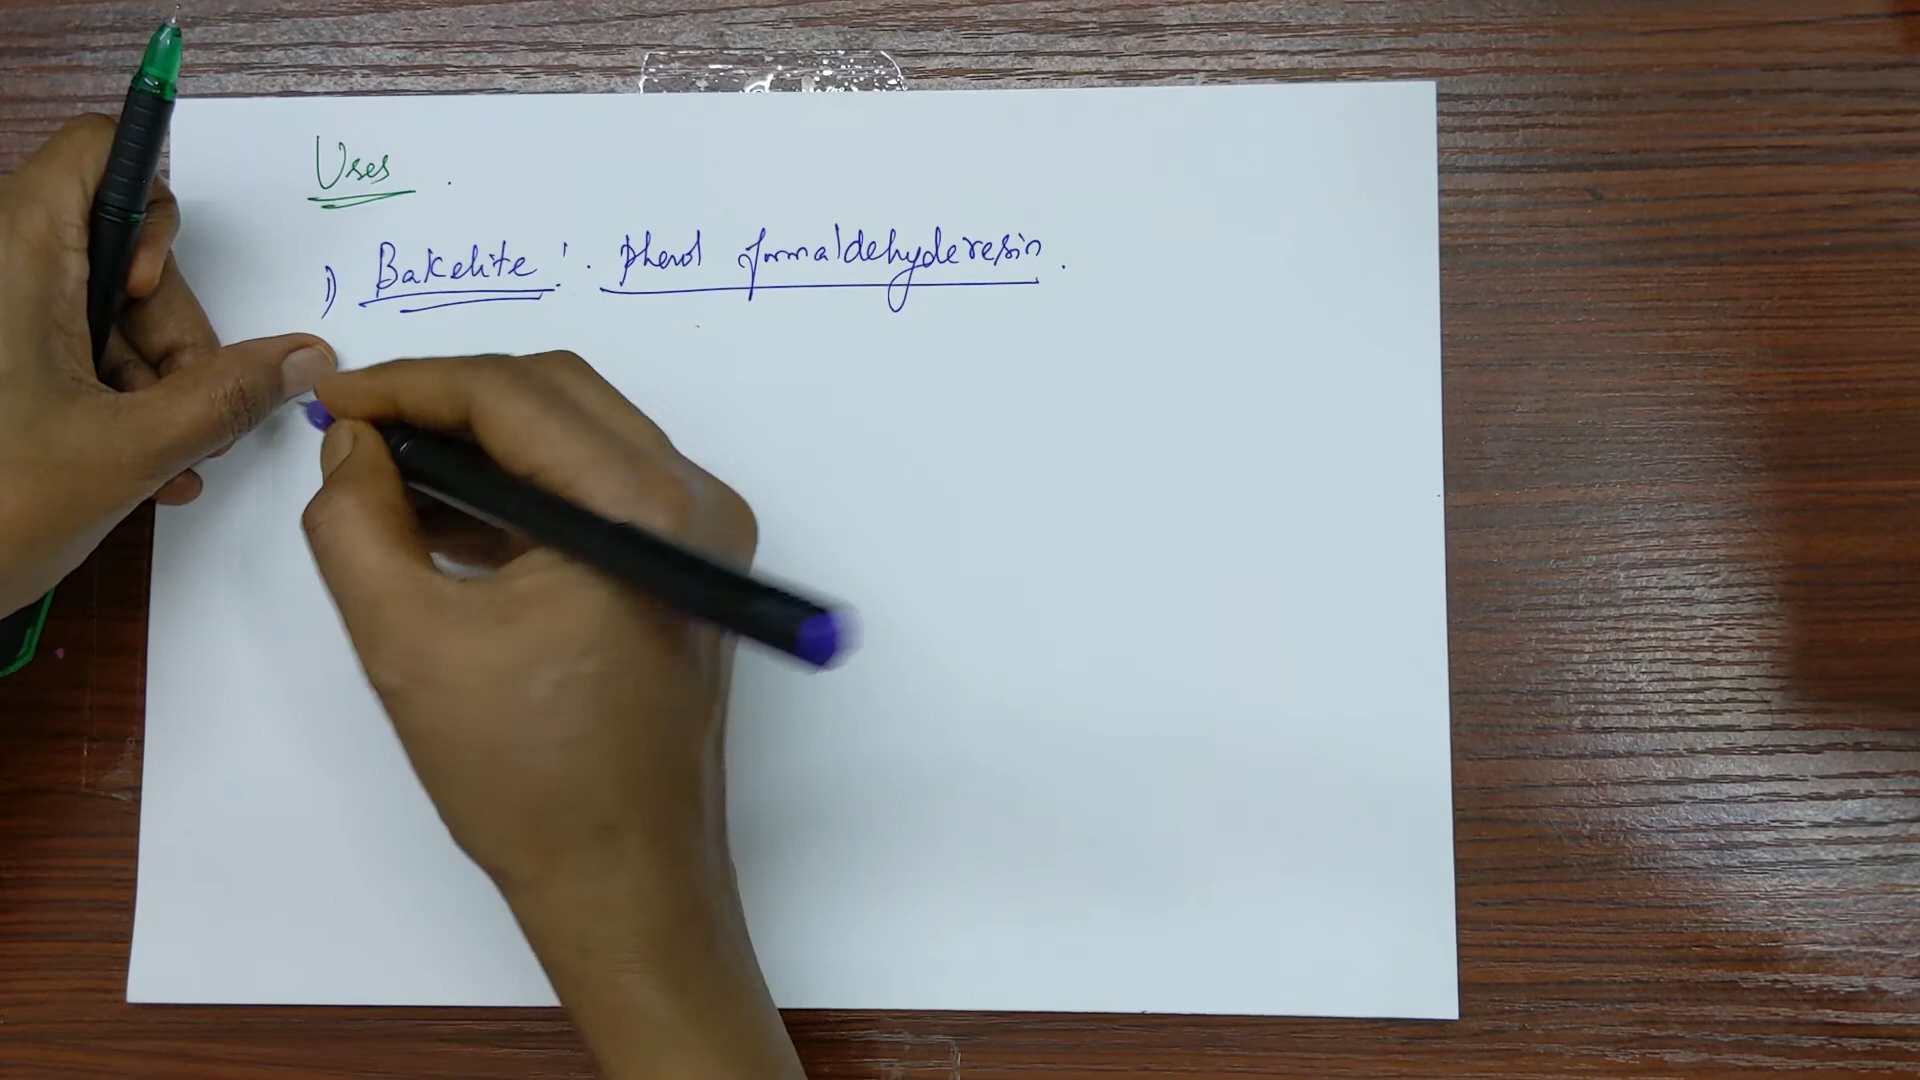 Uses .
1) Bakelite : . phenol formaldehyderesin .